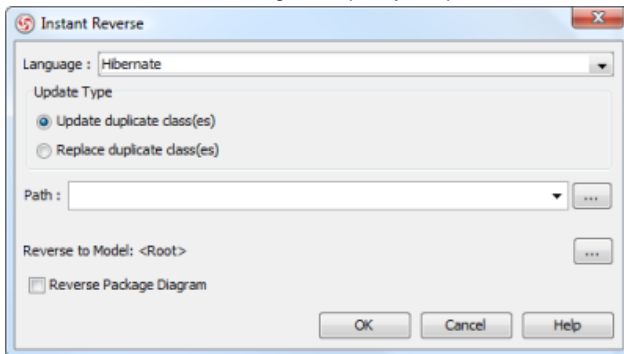 Instant Reverse
Language : Hibernate
Update Type
Update duplicate class(es)
Replace duplicate class(es)
Path : ...
Reverse to Model: <Root> ...
Reverse Package Diagram
OK Cancel Help